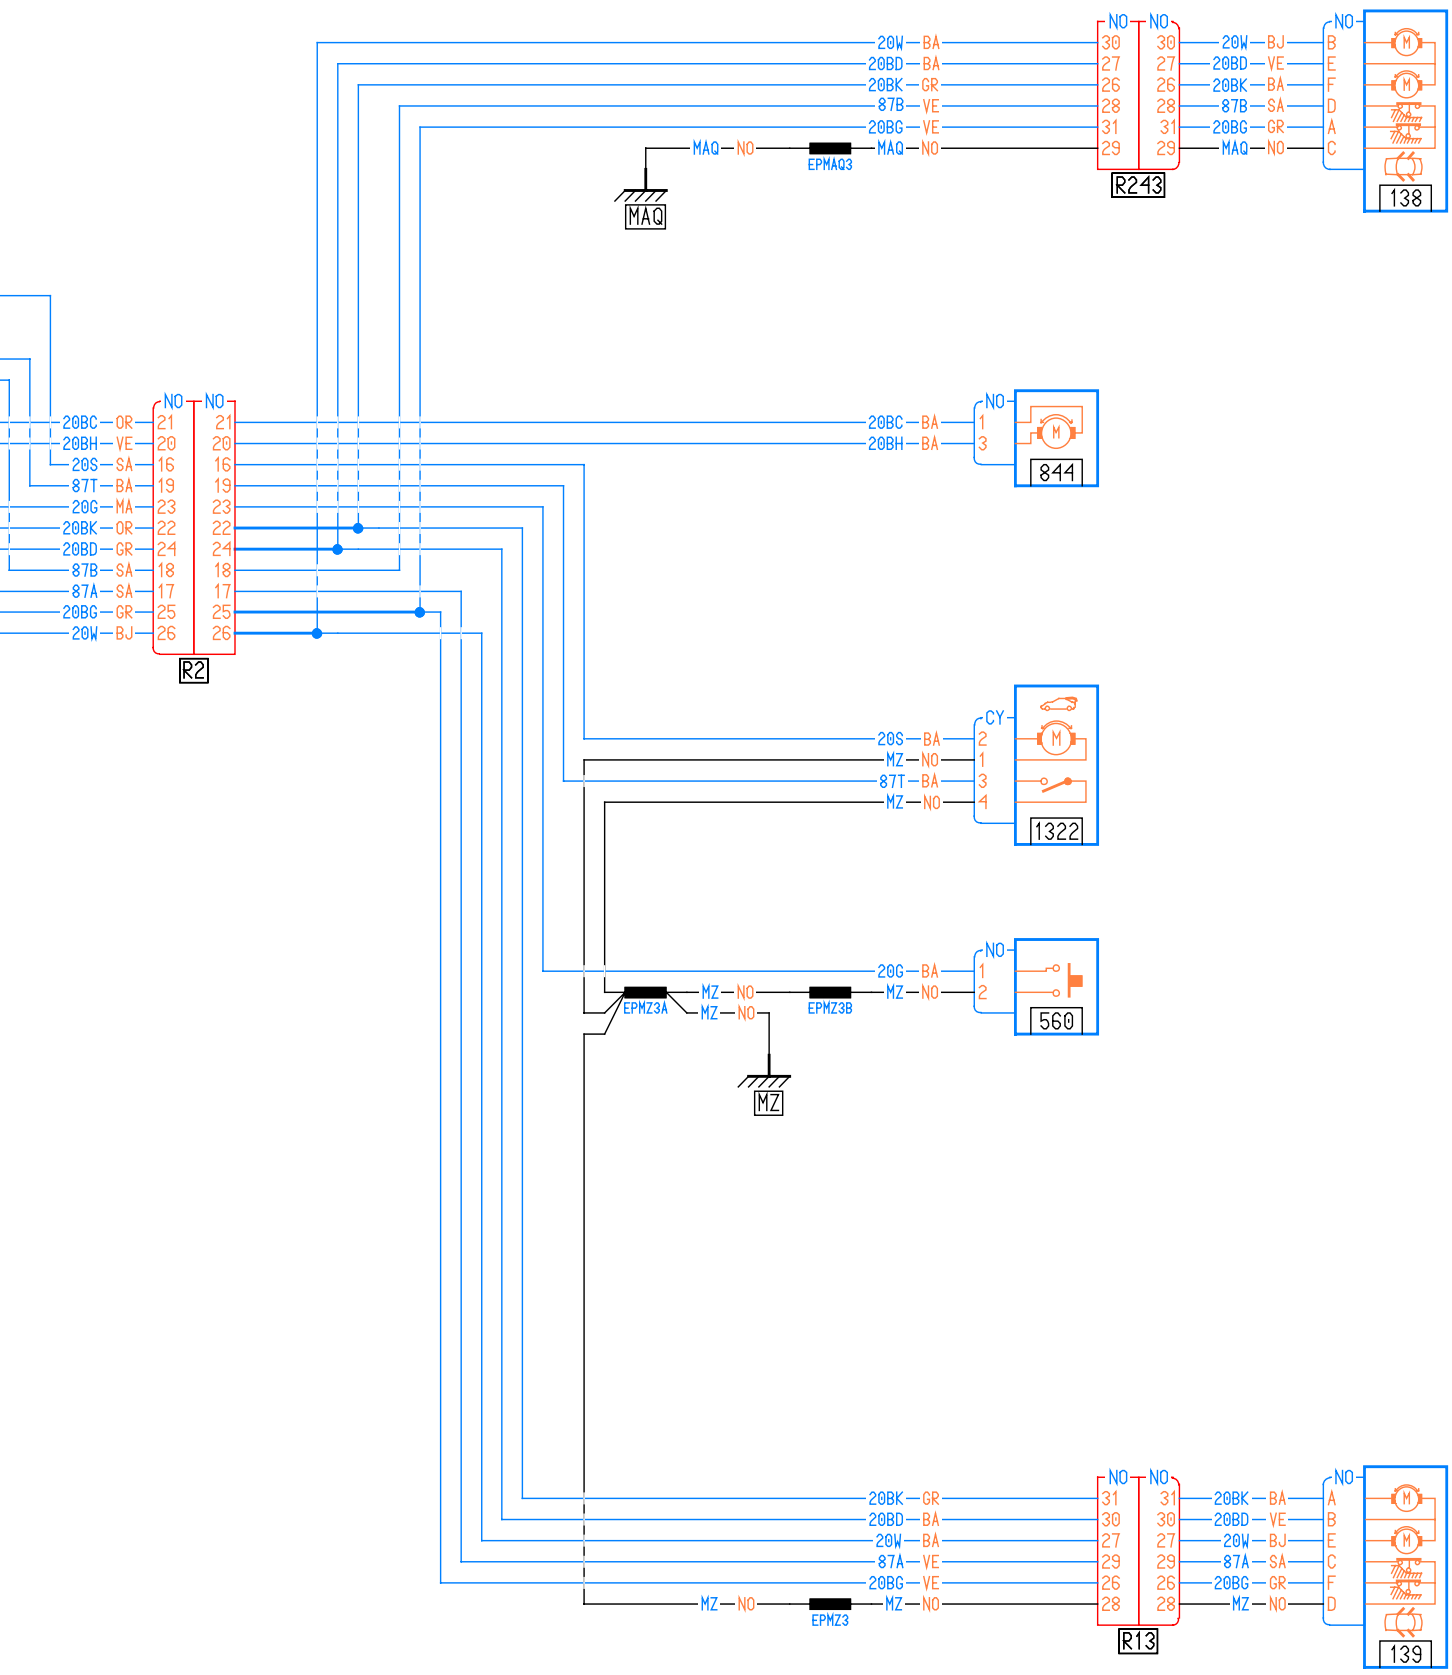 NO NO NO
20W BA 30 30 20W BJ B M
20BD BA 27 27 20BD VE E
20BK GR 26 26 20BK BA F M
87B VE 28 28 87B SA D
20BG VE 31 31 20BG GR A
MAQ NO MAQ NO 29 29 MAQ NO C
EPMAQ3
R243 138
MAQ
NO NO NO
20BC OR 21 21 20BC BA 1 M
20BH VE 20 20 20BH BA 3
20S SA 16 16 844
87T BA 19 19
20G MA 23 23
20BK OR 22 22
20BD GR 24 24
87B SA 18 18
87A SA 17 17
20BG GR 25 25
20W BJ 26 26
R2
CY
20S BA 2 M
MZ NO 1
87T BA 3
MZ NO 4
1322
NO
20G BA 1
MZ NO MZ NO 2
EPMZ3A MZ NO EPMZ3B 560
MZ
NO NO NO
20BK GR 31 31 20BK BA A M
20BD BA 30 30 20BD VE B
20W BA 27 27 20W BJ E M
87A VE 29 29 87A SA C
20BG VE 26 26 20BG GR F
MZ NO MZ NO 28 28 MZ NO D
EPMZ3
R13 139